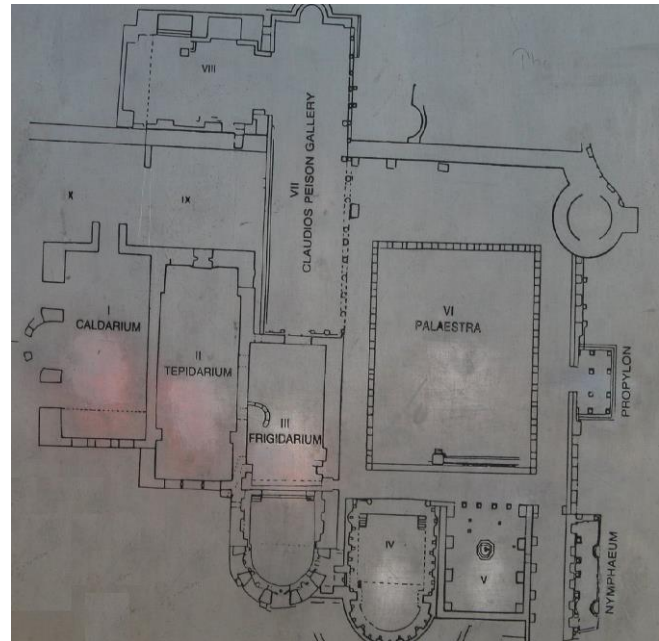 VIII
VII
CLAUDIOS PEISON GALLERY
X
IX
I
CALDARIUM
II
TEPIDARIUM
III
FRIGIDARIUM
VI
PALAESTRA
PROPYLON
IV
V
NYMPHAEUM